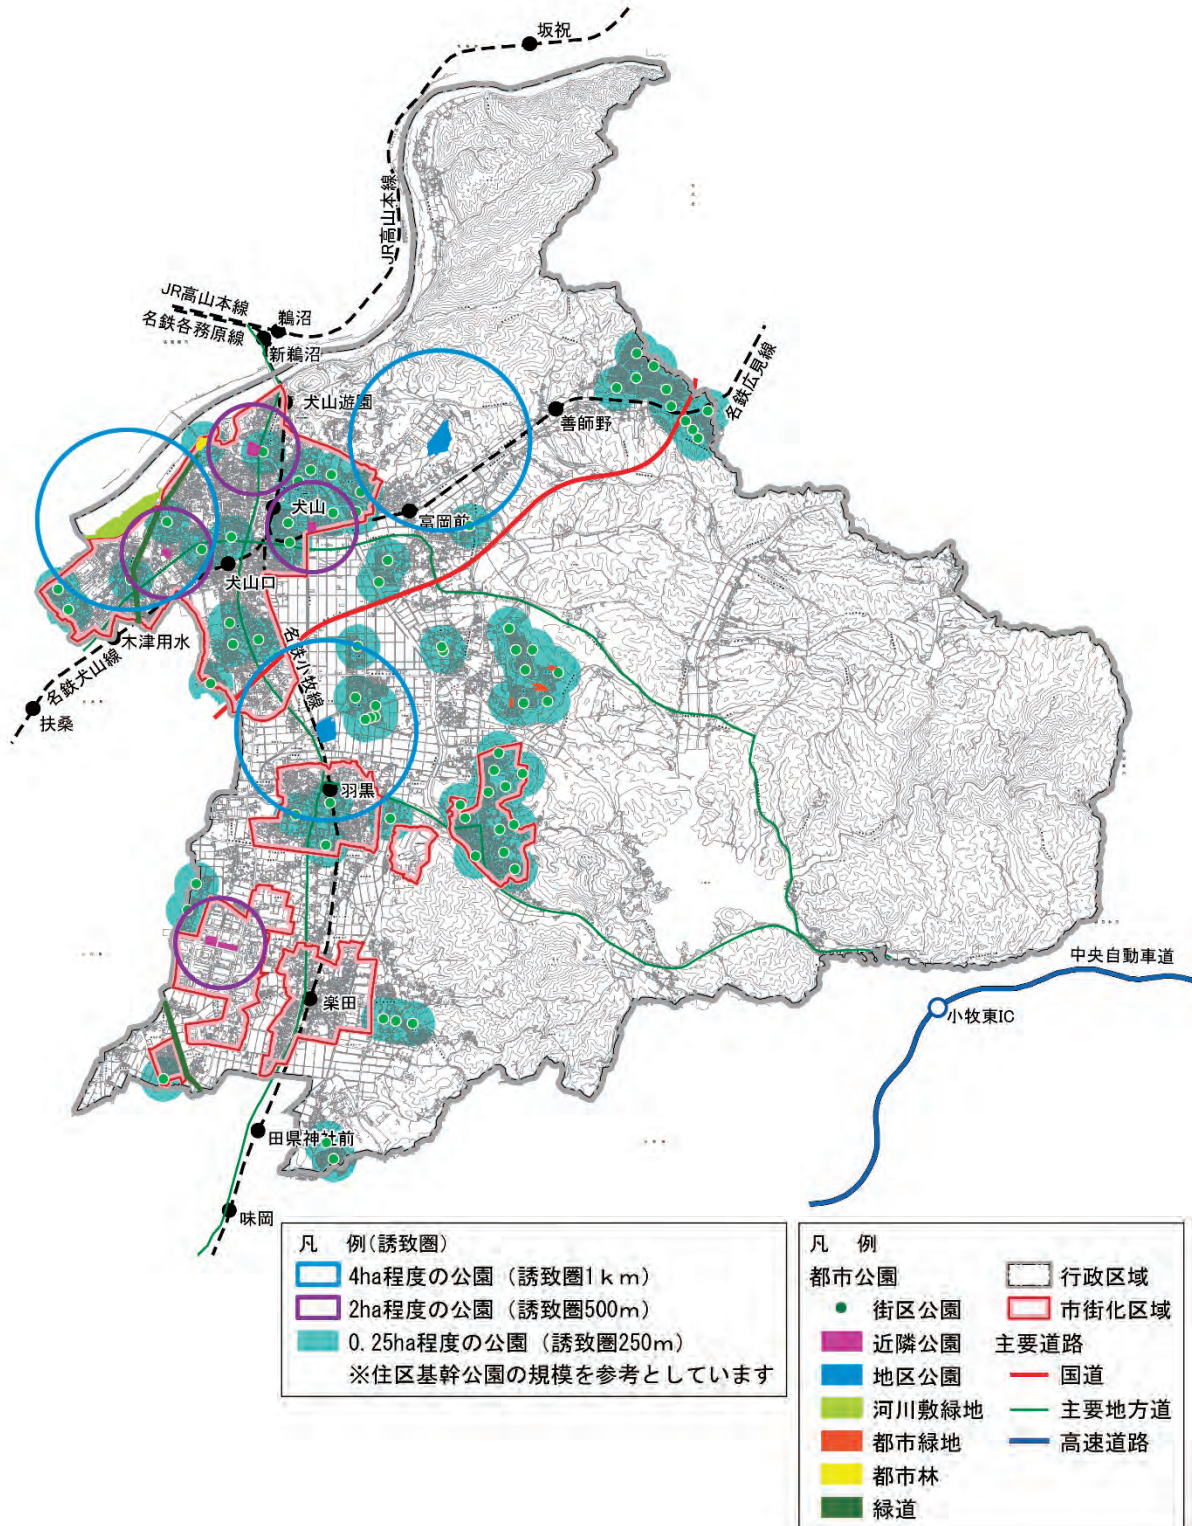 坂祝
JR高山本線
JR高山本線
名鉄各務原線
鵜沼
新鵜沼
犬山遊園
善師野
名鉄広見線
犬山
富岡前
犬山口
木津用水
名鉄犬山線
名鉄小牧線
扶桑
羽黒
楽田
中央自動車道
小牧東IC
田県神社前
味岡
凡 例(誘致圏)
4ha程度の公園（誘致圏1ｋｍ）
2ha程度の公園（誘致圏500m）
0.25ha程度の公園（誘致圏250m）
※住区基幹公園の規模を参考としています
凡 例
都市公園
街区公園
近隣公園
地区公園
河川敷緑地
都市緑地
都市林
緑道
行政区域
市街化区域
主要道路
国道
主要地方道
高速道路